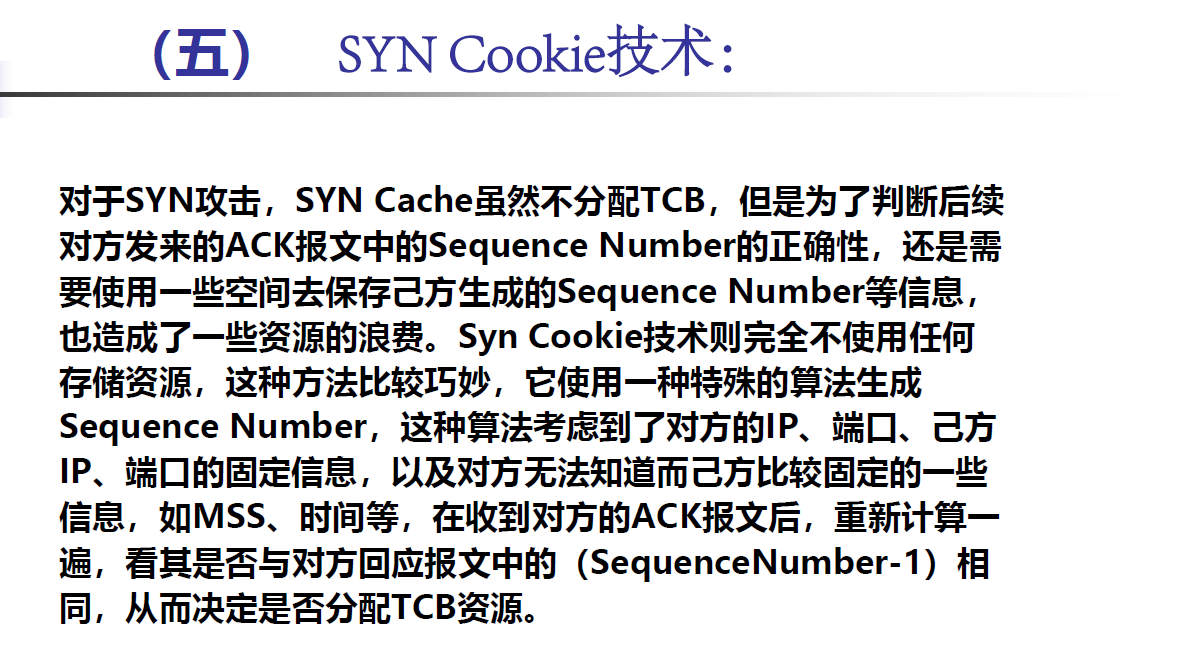 (五) SYN Cookie技术：
对于SYN攻击，SYN Cache虽然不分配TCB，但是为了判断后续
对方发来的ACK报文中的Sequence Number的正确性，还是需
要使用一些空间去保存己方生成的Sequence Number等信息，
也造成了一些资源的浪费。Syn Cookie技术则完全不使用任何
存储资源，这种方法比较巧妙，它使用一种特殊的算法生成
Sequence Number，这种算法考虑到了对方的IP、端口、己方
IP、端口的固定信息，以及对方无法知道而己方比较固定的一些
信息，如MSS、时间等，在收到对方的ACK报文后，重新计算一
遍，看其是否与对方回应报文中的（SequenceNumber-1）相
同，从而决定是否分配TCB资源。